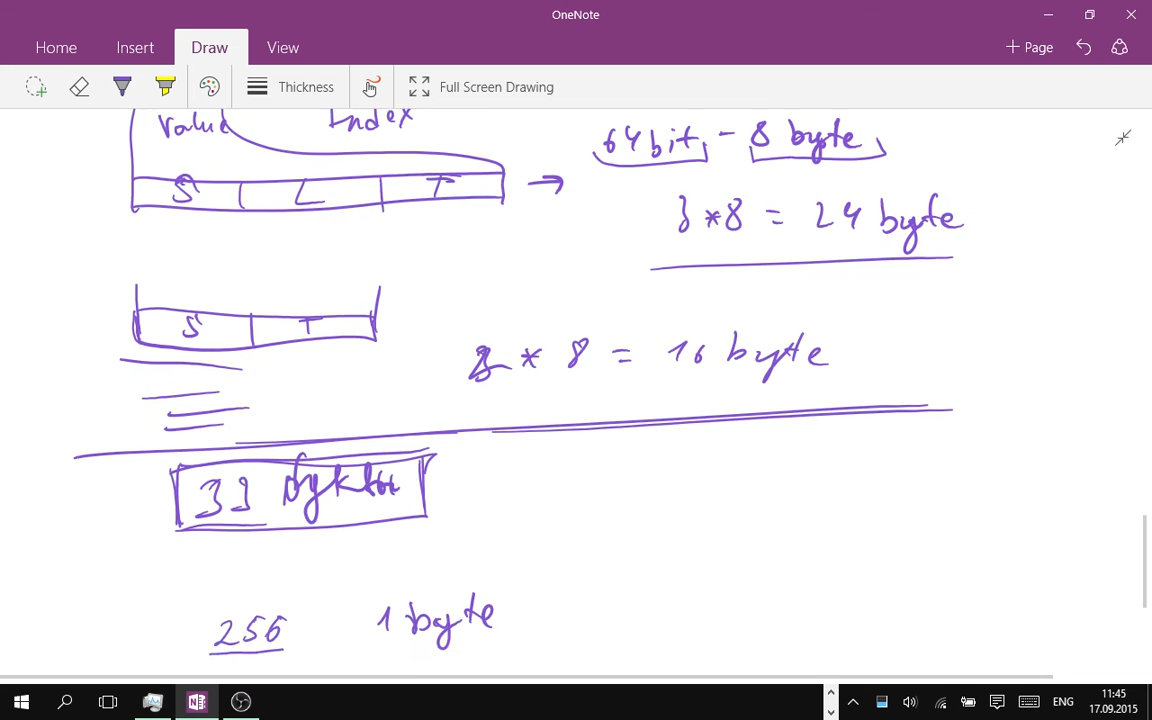 OneNote
Home Insert Draw View + Page
Thickness Full Screen Drawing
Value Index
S L T → 64 bit - 8 byte
3 * 8 = 24 byte
S T
2 * 8 = 16 byte
33
256 1 byte
ENG 11:45
17.09.2015